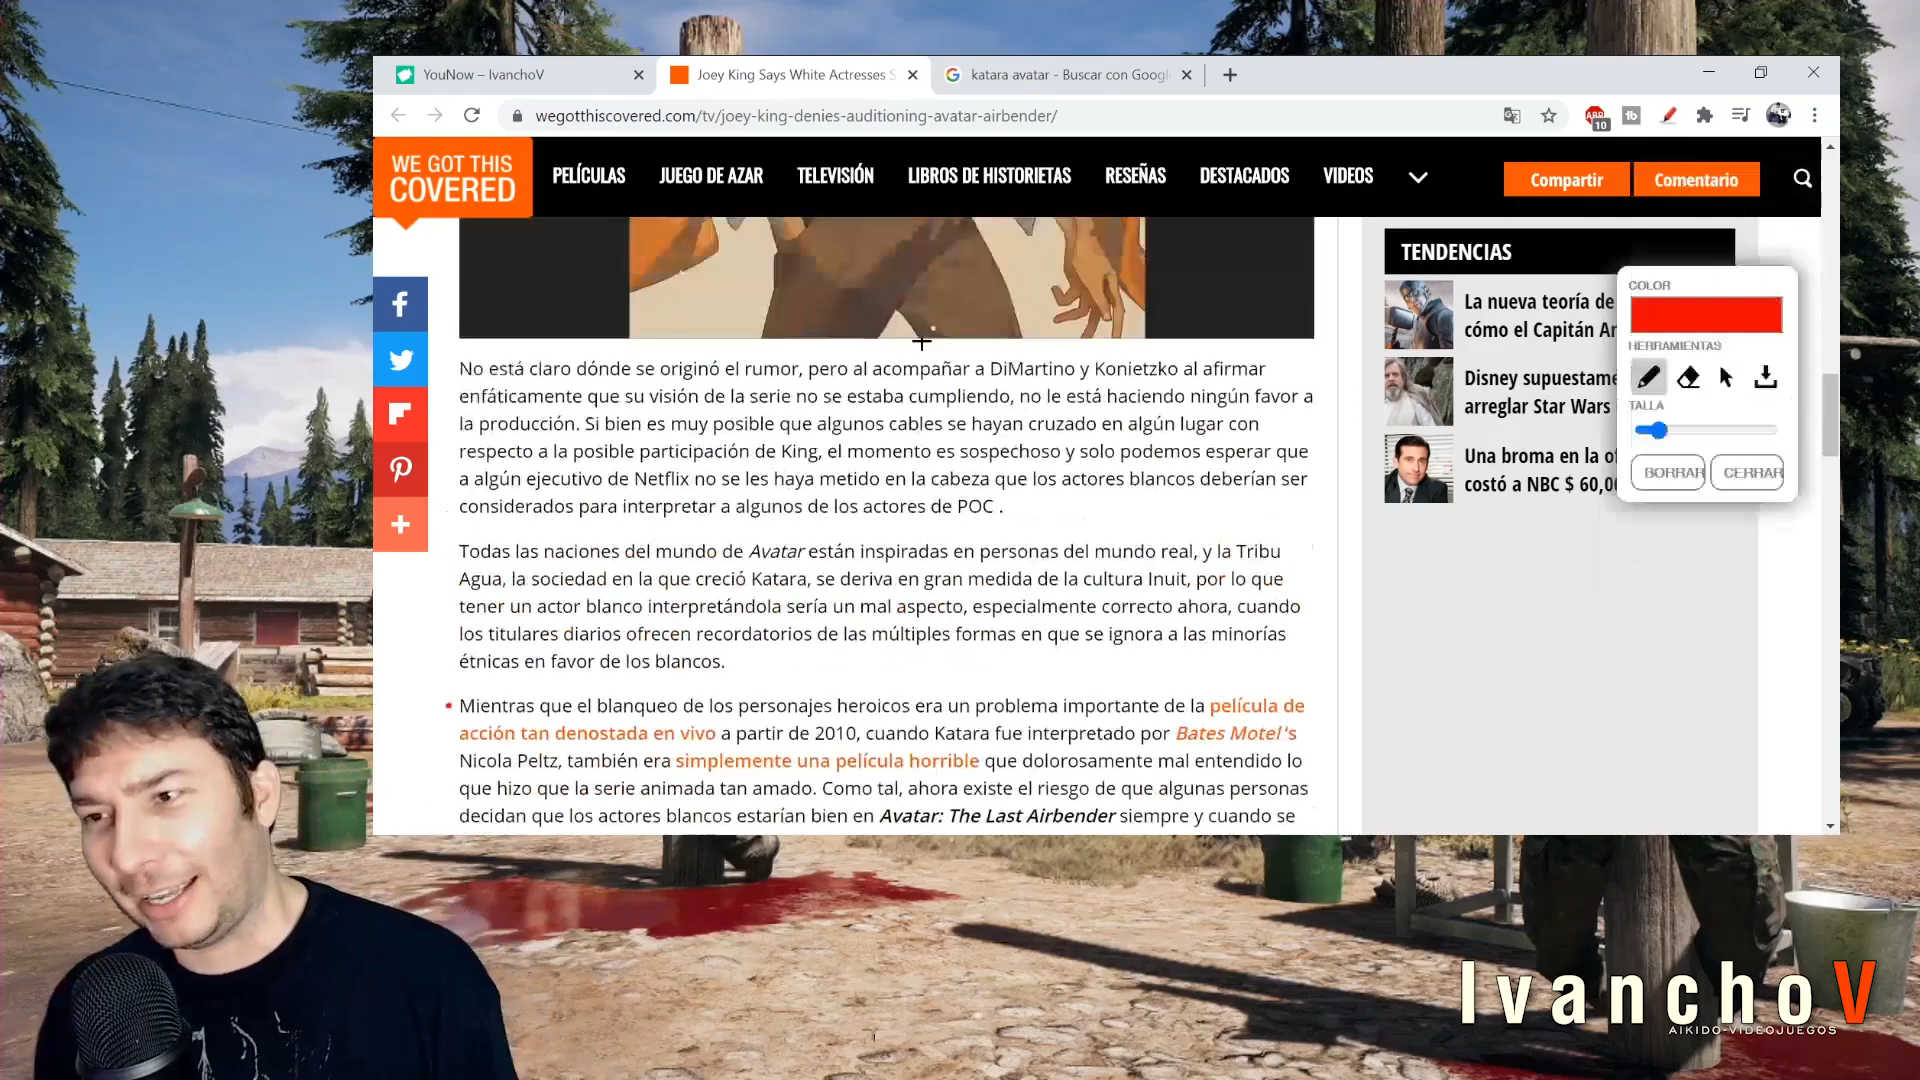 YouNow – IvanchoV
Joey King Says White Actresses S
katara avatar - Buscar con Googl
wegotthiscovered.com/tv/joey-king-denies-auditioning-avatar-airbender/
10
WE GOT THIS
COVERED
PELÍCULAS JUEGO DE AZAR TELEVISIÓN LIBROS DE HISTORIETAS RESEÑAS DESTACADOS VIDEOS
Compartir Comentario
No está claro dónde se originó el rumor, pero al acompañar a DiMartino y Konietzko al afirmar
enfáticamente que su visión de la serie no se estaba cumpliendo, no le está haciendo ningún favor a
la producción. Si bien es muy posible que algunos cables se hayan cruzado en algún lugar con
respecto a la posible participación de King, el momento es sospechoso y solo podemos esperar que
a algún ejecutivo de Netflix no se les haya metido en la cabeza que los actores blancos deberían ser
considerados para interpretar a algunos de los actores de POC .
Todas las naciones del mundo de Avatar están inspiradas en personas del mundo real, y la Tribu
Agua, la sociedad en la que creció Katara, se deriva en gran medida de la cultura Inuit, por lo que
tener un actor blanco interpretándola sería un mal aspecto, especialmente correcto ahora, cuando
los titulares diarios ofrecen recordatorios de las múltiples formas en que se ignora a las minorías
étnicas en favor de los blancos.
Mientras que el blanqueo de los personajes heroicos era un problema importante de la película de
acción tan denostada en vivo a partir de 2010, cuando Katara fue interpretado por Bates Motel 's
Nicola Peltz, también era simplemente una película horrible que dolorosamente mal entendido lo
que hizo que la serie animada tan amado. Como tal, ahora existe el riesgo de que algunas personas
decidan que los actores blancos estarían bien en Avatar: The Last Airbender siempre y cuando se
TENDENCIAS
La nueva teoría de
cómo el Capitán Ar
Disney supuestame
arreglar Star Wars
Una broma en la of
costó a NBC $ 60,00
COLOR
HERRAMIENTAS
TALLA
BORRAR CERRAR
IvanchoV
AIKIDO-VIDEOJUEGOS